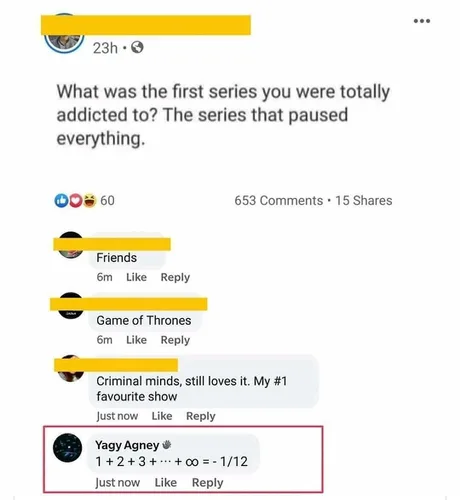 23h •
What was the first series you were totally
addicted to? The series that paused
everything.
60
653 Comments • 15 Shares
Friends
6m Like Reply
Game of Thrones
6m Like Reply
Criminal minds, still loves it. My #1
favourite show
Just now Like Reply
Yagy Agney
1 + 2 + 3 + ··· + ∞ = - 1/12
Just now Like Reply